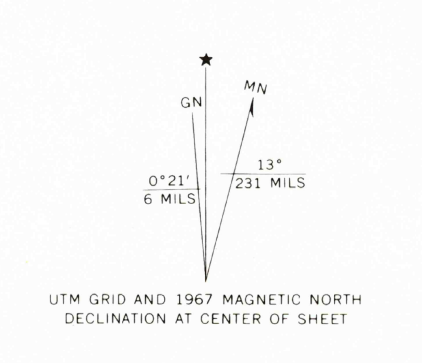 MN
GN
13°
0°21'
231 MILS
6 MILS
UTM GRID AND 1967 MAGNETIC NORTH
DECLINATION AT CENTER OF SHEET